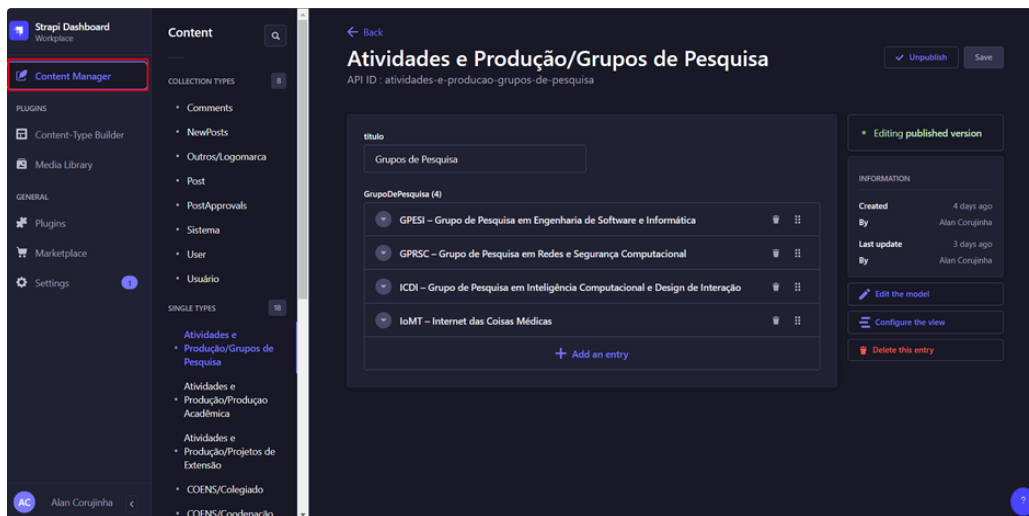 Strapi Dashboard
Workplace
Content Manager
PLUGINS
Content-Type Builder
Media Library
GENERAL
Plugins
Marketplace
Settings
1
AC
Alan Corujinha
Content
COLLECTION TYPES
8
Comments
NewPosts
Outros/Logomarca
Post
PostApprovals
Sistema
User
Usuário
SINGLE TYPES
18
Atividades e
Produção/Grupos de
Pesquisa
Atividades e
Produção/Produçao
Acadêmica
Atividades e
Produção/Projetos de
Extensão
COENS/Colegiado
COENS/Coodenação
Back
Atividades e Produção/Grupos de Pesquisa
API ID : atividades-e-producao-grupos-de-pesquisa
Unpublish
Save
titulo
Grupos de Pesquisa
GrupoDePesquisa (4)
GPESI – Grupo de Pesquisa em Engenharia de Software e Informática
GPRSC – Grupo de Pesquisa em Redes e Segurança Computacional
ICDI – Grupo de Pesquisa em Inteligência Computacional e Design de Interação
IoMT – Internet das Coisas Médicas
Add an entry
Editing published version
INFORMATION
Created 4 days ago
By Alan Corujinha
Last update 3 days ago
By Alan Corujinha
Edit the model
Configure the view
Delete this entry
?